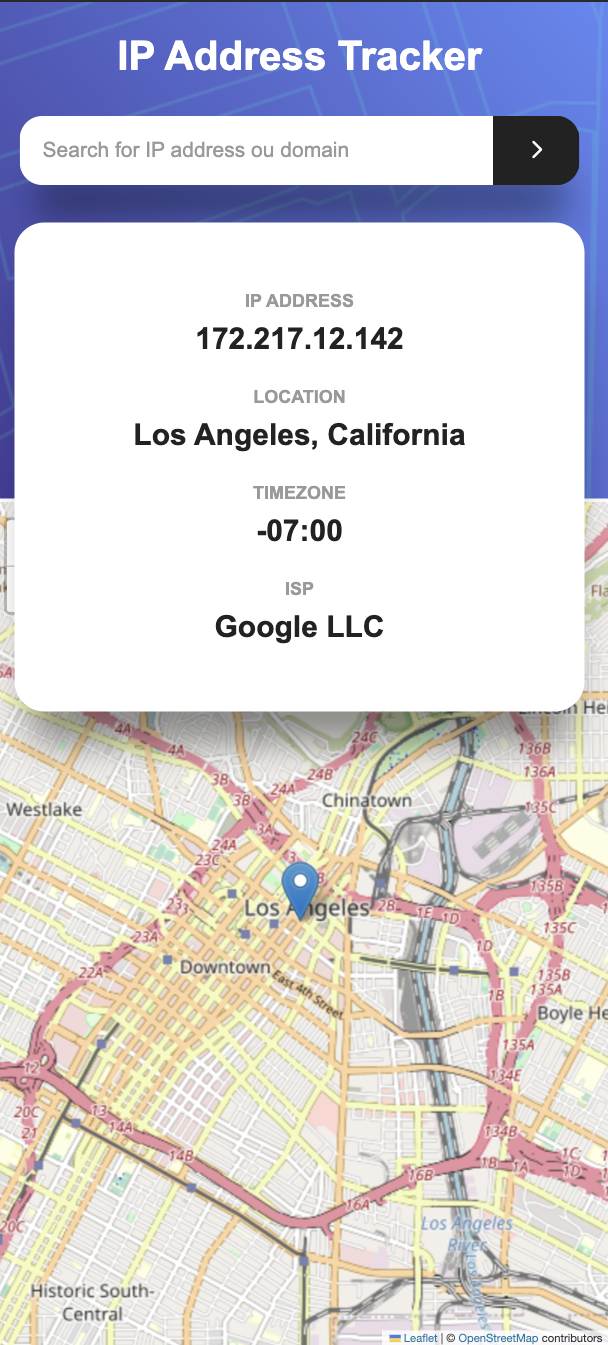 IP Address Tracker
Search for IP address ou domain
IP ADDRESS
172.217.12.142
LOCATION
Los Angeles, California
TIMEZONE
-07:00
ISP
Google LLC
4A
4A
24C
136B
3B
24B
136A
3B
24A
Chinatown
135C
Westlake
3A
24A
23C
135B
Los Angeles
2B
1E
1D
135C
23A
1D
Downtown
22A
East 4th Street
135B
1B
135A
135A
12
134E
20C
13
21
14A
134B
14B
1B
1A
1C
1D
16B
16A
20C
Los Angeles
River
Historic South-
Central
Leaflet | © OpenStreetMap contributors